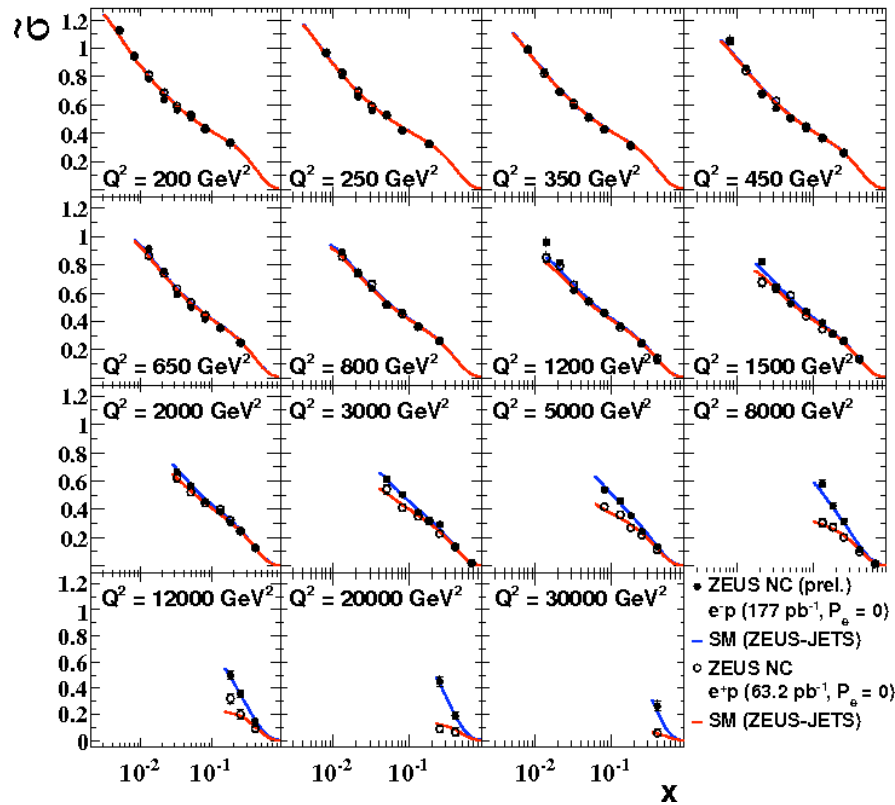 σ̃
1.2
1
0.8
0.6
0.4
0.2
Q² = 200 GeV²
Q² = 250 GeV²
Q² = 350 GeV²
Q² = 450 GeV²
1.2
1
0.8
0.6
0.4
0.2
Q² = 650 GeV²
Q² = 800 GeV²
Q² = 1200 GeV²
Q² = 1500 GeV²
1.2
1
0.8
0.6
0.4
0.2
0
Q² = 2000 GeV²
Q² = 3000 GeV²
Q² = 5000 GeV²
Q² = 8000 GeV²
1
0.8
0.6
0.4
0.2
0
Q² = 12000 GeV²
Q² = 20000 GeV²
Q² = 30000 GeV²
ZEUS NC (prel.)
e⁻p (177 pb⁻¹, Pₑ = 0)
SM (ZEUS-JETS)
ZEUS NC
e⁺p (63.2 pb⁻¹, Pₑ = 0)
SM (ZEUS-JETS)
10⁻² 10⁻¹ 10⁻² 10⁻¹ 10⁻² 10⁻¹
x